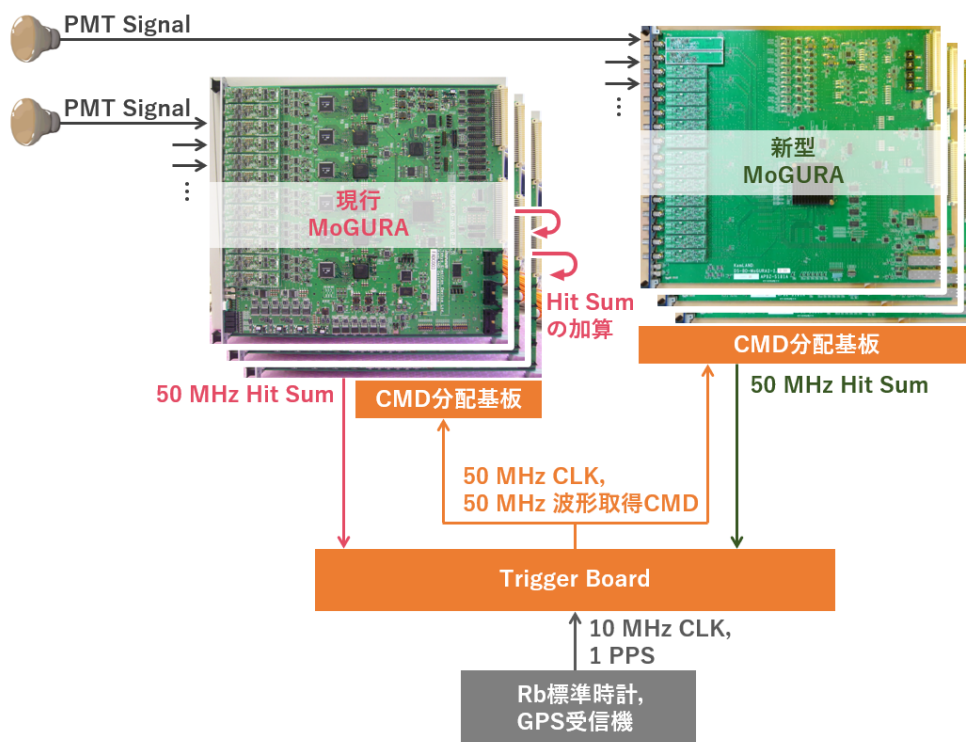 PMT Signal
PMT Signal
⋮
⋮
現行
MoGURA
新型
MoGURA
Hit Sum
の加算
CMD分配基板
50 MHz Hit Sum
CMD分配基板
50 MHz Hit Sum
50 MHz CLK,
50 MHz 波形取得CMD
Trigger Board
10 MHz CLK,
1 PPS
Rb標準時計,
GPS受信機